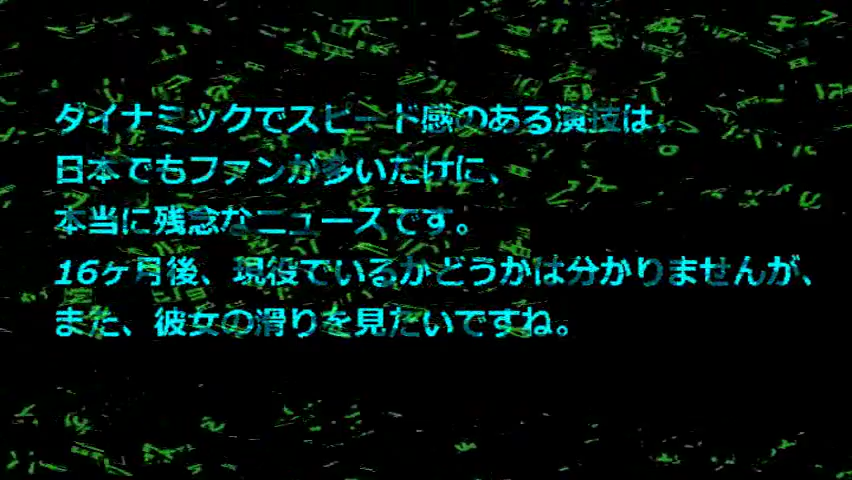 ダイナミックでスピード感のある演技は、
日本でもファンが多いだけに、
本当に残念なニュースです。
16ヶ月後、現役でいるかどうかは分かりませんが、
また、彼女の滑りを見たいですね。